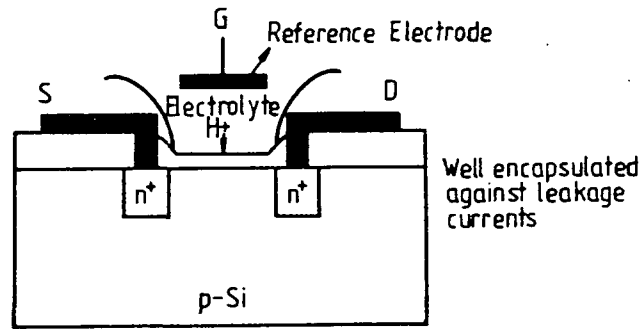 G
Reference Electrode
S
D
Electrolyte
H+
Well encapsulated
against leakage
currents
n+
n+
p-Si